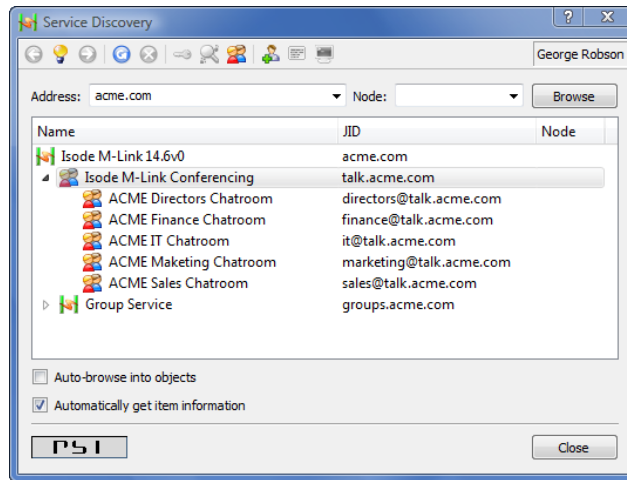 Service Discovery
George Robson
Address: acme.com Node: Browse
Name JID Node
Isode M-Link 14.6v0 acme.com
Isode M-Link Conferencing talk.acme.com
ACME Directors Chatroom directors@talk.acme.com
ACME Finance Chatroom finance@talk.acme.com
ACME IT Chatroom it@talk.acme.com
ACME Maketing Chatroom marketing@talk.acme.com
ACME Sales Chatroom sales@talk.acme.com
Group Service groups.acme.com
Auto-browse into objects
Automatically get item information
PSI Close